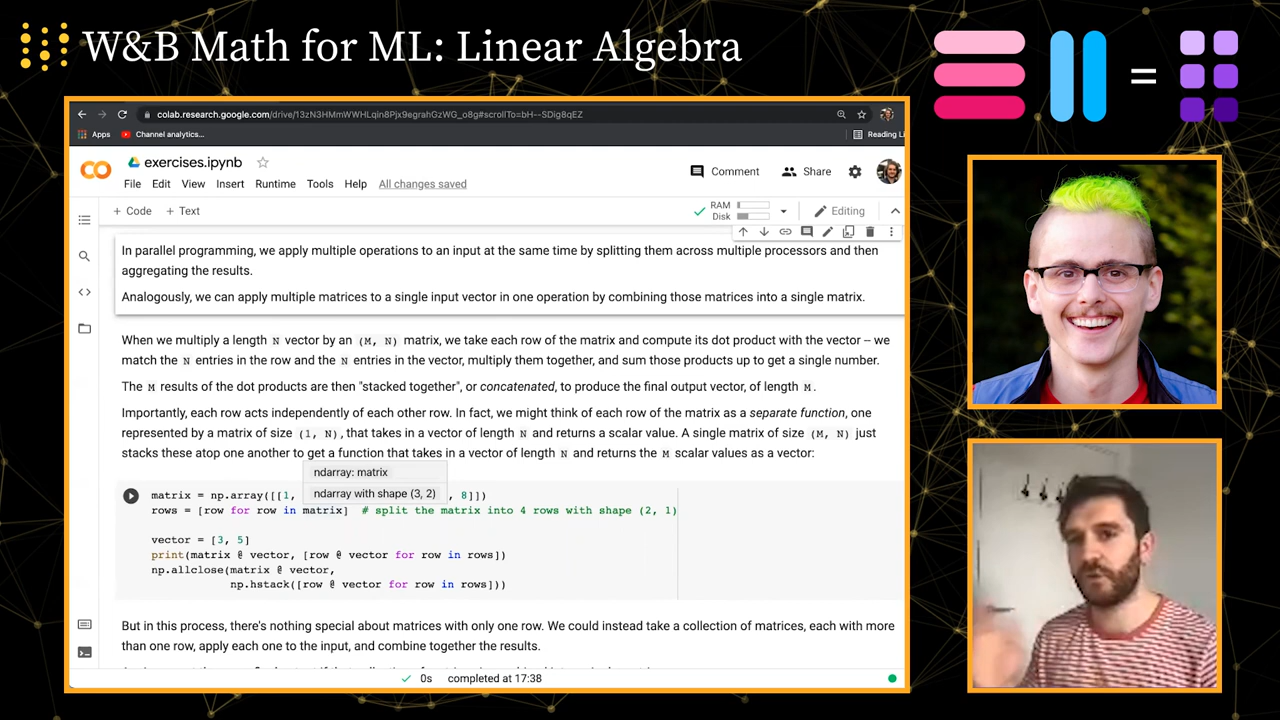 W&B Math for ML: Linear Algebra
colab.research.google.com/drive/13zN3HMmWWHLqin8Pjx9egrahGzWG_o8g#scrollTo=bH--SDig8qEZ
Apps
Channel analytics...
Reading Li
exercises.ipynb
Comment
Share
File Edit View Insert Runtime Tools Help All changes saved
+ Code + Text
RAM
Disk
Editing
In parallel programming, we apply multiple operations to an input at the same time by splitting them across multiple processors and then
aggregating the results.
Analogously, we can apply multiple matrices to a single input vector in one operation by combining those matrices into a single matrix.
When we multiply a length N vector by an (M, N) matrix, we take each row of the matrix and compute its dot product with the vector – we
match the N entries in the row and the N entries in the vector, multiply them together, and sum those products up to get a single number.
The M results of the dot products are then "stacked together", or concatenated, to produce the final output vector, of length M.
Importantly, each row acts independently of each other row. In fact, we might think of each row of the matrix as a separate function, one
represented by a matrix of size (1, N), that takes in a vector of length N and returns a scalar value. A single matrix of size (M, N) just
stacks these atop one another to get a function that takes in a vector of length N and returns the M scalar values as a vector:
ndarray: matrix
ndarray with shape (3, 2)
matrix = np.array([[1, , 8]])
rows = [row for row in matrix] # split the matrix into 4 rows with shape (2, 1)
vector = [3, 5]
print(matrix @ vector, [row @ vector for row in rows])
np.allclose(matrix @ vector,
np.hstack([row @ vector for row in rows]))
But in this process, there's nothing special about matrices with only one row. We could instead take a collection of matrices, each with more
than one row, apply each one to the input, and combine together the results.
0s completed at 17:38